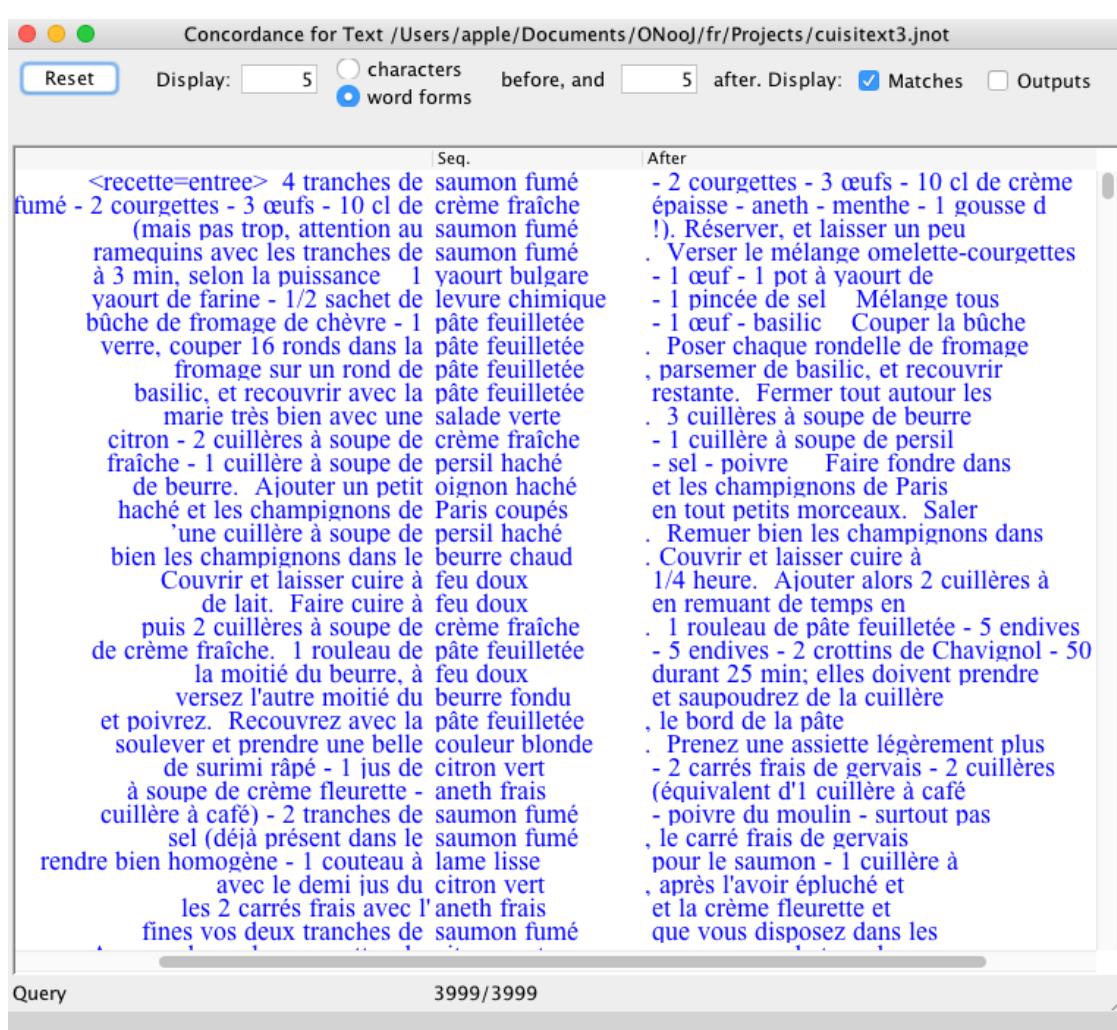 Concordance for Text /Users/apple/Documents/ONooJ/fr/Projects/cuisitext3.jnot
Reset Display: 5 characters word forms before, and 5 after. Display: Matches Outputs
Seq. After
<recette=entree> 4 tranches de saumon fumé - 2 courgettes - 3 œufs - 10 cl de crème
fumé - 2 courgettes - 3 œufs - 10 cl de crème fraîche épaisse - aneth - menthe - 1 gousse d
(mais pas trop, attention au saumon fumé !). Réserver, et laisser un peu
ramequins avec les tranches de saumon fumé . Verser le mélange omelette-courgettes
à 3 min, selon la puissance 1 yaourt bulgare - 1 œuf - 1 pot à yaourt de
yaourt de farine - 1/2 sachet de levure chimique - 1 pincée de sel Mélange tous
bûche de fromage de chèvre - 1 pâte feuilletée - 1 œuf - basilic Couper la bûche
verre, couper 16 ronds dans la pâte feuilletée . Poser chaque rondelle de fromage
fromage sur un rond de pâte feuilletée , parsemer de basilic, et recouvrir
basilic, et recouvrir avec la pâte feuilletée restante. Fermer tout autour les
marie très bien avec une salade verte . 3 cuillères à soupe de beurre
citron - 2 cuillères à soupe de crème fraîche - 1 cuillère à soupe de persil
fraîche - 1 cuillère à soupe de persil haché - sel - poivre Faire fondre dans
de beurre. Ajouter un petit oignon haché et les champignons de Paris
haché et les champignons de Paris coupés en tout petits morceaux. Saler
’une cuillère à soupe de persil haché . Remuer bien les champignons dans
bien les champignons dans le beurre chaud . Couvrir et laisser cuire à
Couvrir et laisser cuire à feu doux 1/4 heure. Ajouter alors 2 cuillères à
de lait. Faire cuire à feu doux en remuant de temps en
puis 2 cuillères à soupe de crème fraîche . 1 rouleau de pâte feuilletée - 5 endives
de crème fraîche. 1 rouleau de pâte feuilletée - 5 endives - 2 crottins de Chavignol - 50
la moitié du beurre, à feu doux durant 25 min; elles doivent prendre
versez l'autre moitié du beurre fondu et saupoudrez de la cuillère
et poivrez. Recouvrez avec la pâte feuilletée , le bord de la pâte
soulever et prendre une belle couleur blonde . Prenez une assiette légèrement plus
de surimi râpé - 1 jus de citron vert - 2 carrés frais de gervais - 2 cuillères
à soupe de crème fleurette - aneth frais (équivalent d'1 cuillère à café
cuillère à café) - 2 tranches de saumon fumé - poivre du moulin - surtout pas
sel (déjà présent dans le saumon fumé , le carré frais de gervais
rendre bien homogène - 1 couteau à lame lisse pour le saumon - 1 cuillère à
avec le demi jus du citron vert , après l'avoir épluché et
les 2 carrés frais avec l' aneth frais et la crème fleurette et
fines vos deux tranches de saumon fumé que vous disposez dans les
Query 3999/3999